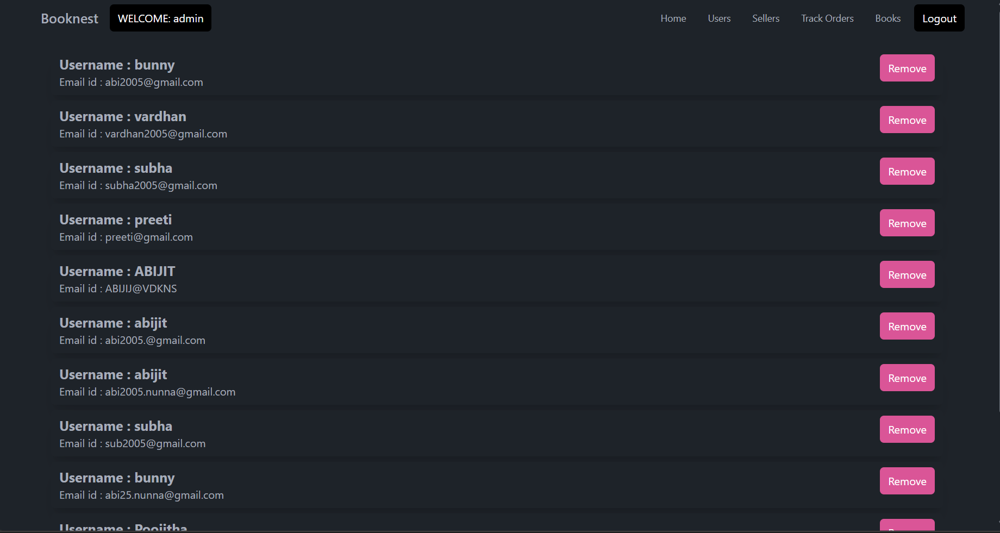 Booknest WELCOME: admin Home Users Sellers Track Orders Books Logout
Username : bunny Remove
Email id : abi2005@gmail.com
Username : vardhan Remove
Email id : vardhan2005@gmail.com
Username : subha Remove
Email id : subha2005@gmail.com
Username : preeti Remove
Email id : preeti@gmail.com
Username : ABIJIT Remove
Email id : ABIJIJ@VDKNS
Username : abijit Remove
Email id : abi2005.@gmail.com
Username : abijit Remove
Email id : abi2005.nunna@gmail.com
Username : subha Remove
Email id : sub2005@gmail.com
Username : bunny Remove
Email id : abi25.nunna@gmail.com
Username : Poojitha